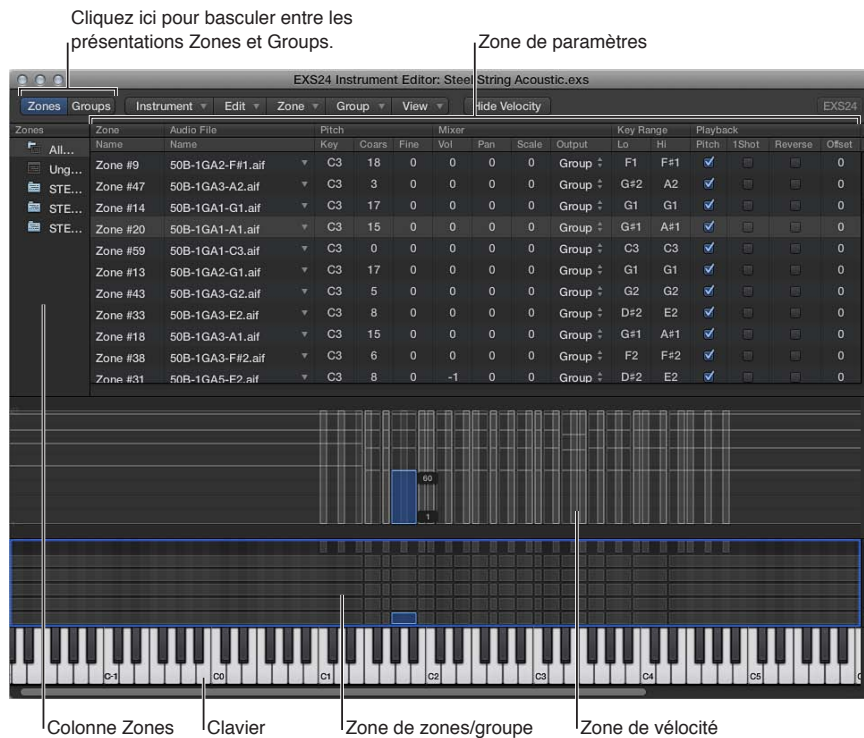 Cliquez ici pour basculer entre les
présentations Zones et Groups.
Zone de paramètres
EXS24 Instrument Editor: Steel String Acoustic.exs
Zones Groups Instrument Edit Zone Group View Hide Velocity EXS24
Zones Zone Audio File Pitch Mixer Key Range Playback
Name Name Key Coars Fine Vol Pan Scale Output Lo Hi Pitch 1Shot Reverse Offset
All...
Ung...
STE...
STE...
STE...
Zone #9 50B-1GA2-F#1.aif C3 18 0 0 0 0 Group F1 F#1 0
Zone #47 50B-1GA3-A2.aif C3 3 0 0 0 0 Group G#2 A2 0
Zone #14 50B-1GA1-G1.aif C3 17 0 0 0 0 Group G1 G1 0
Zone #20 50B-1GA1-A1.aif C3 15 0 0 0 0 Group G#1 A#1 0
Zone #59 50B-1GA1-C3.aif C3 0 0 0 0 0 Group C3 C3 0
Zone #13 50B-1GA2-G1.aif C3 17 0 0 0 0 Group G1 G1 0
Zone #43 50B-1GA3-G2.aif C3 5 0 0 0 0 Group G2 G2 0
Zone #33 50B-1GA3-E2.aif C3 8 0 0 0 0 Group D#2 E2 0
Zone #18 50B-1GA3-A1.aif C3 15 0 0 0 0 Group G#1 A#1 0
Zone #38 50B-1GA3-F#2.aif C3 6 0 0 0 0 Group F2 F#2 0
Zone #31 50B-1GA5-E2.aif C3 8 0 -1 0 0 Group D#2 E2 0
60
1
C-1 C0 C1 C2 C3 C4 C5
Colonne Zones
Clavier
Zone de zones/groupe
Zone de vélocité